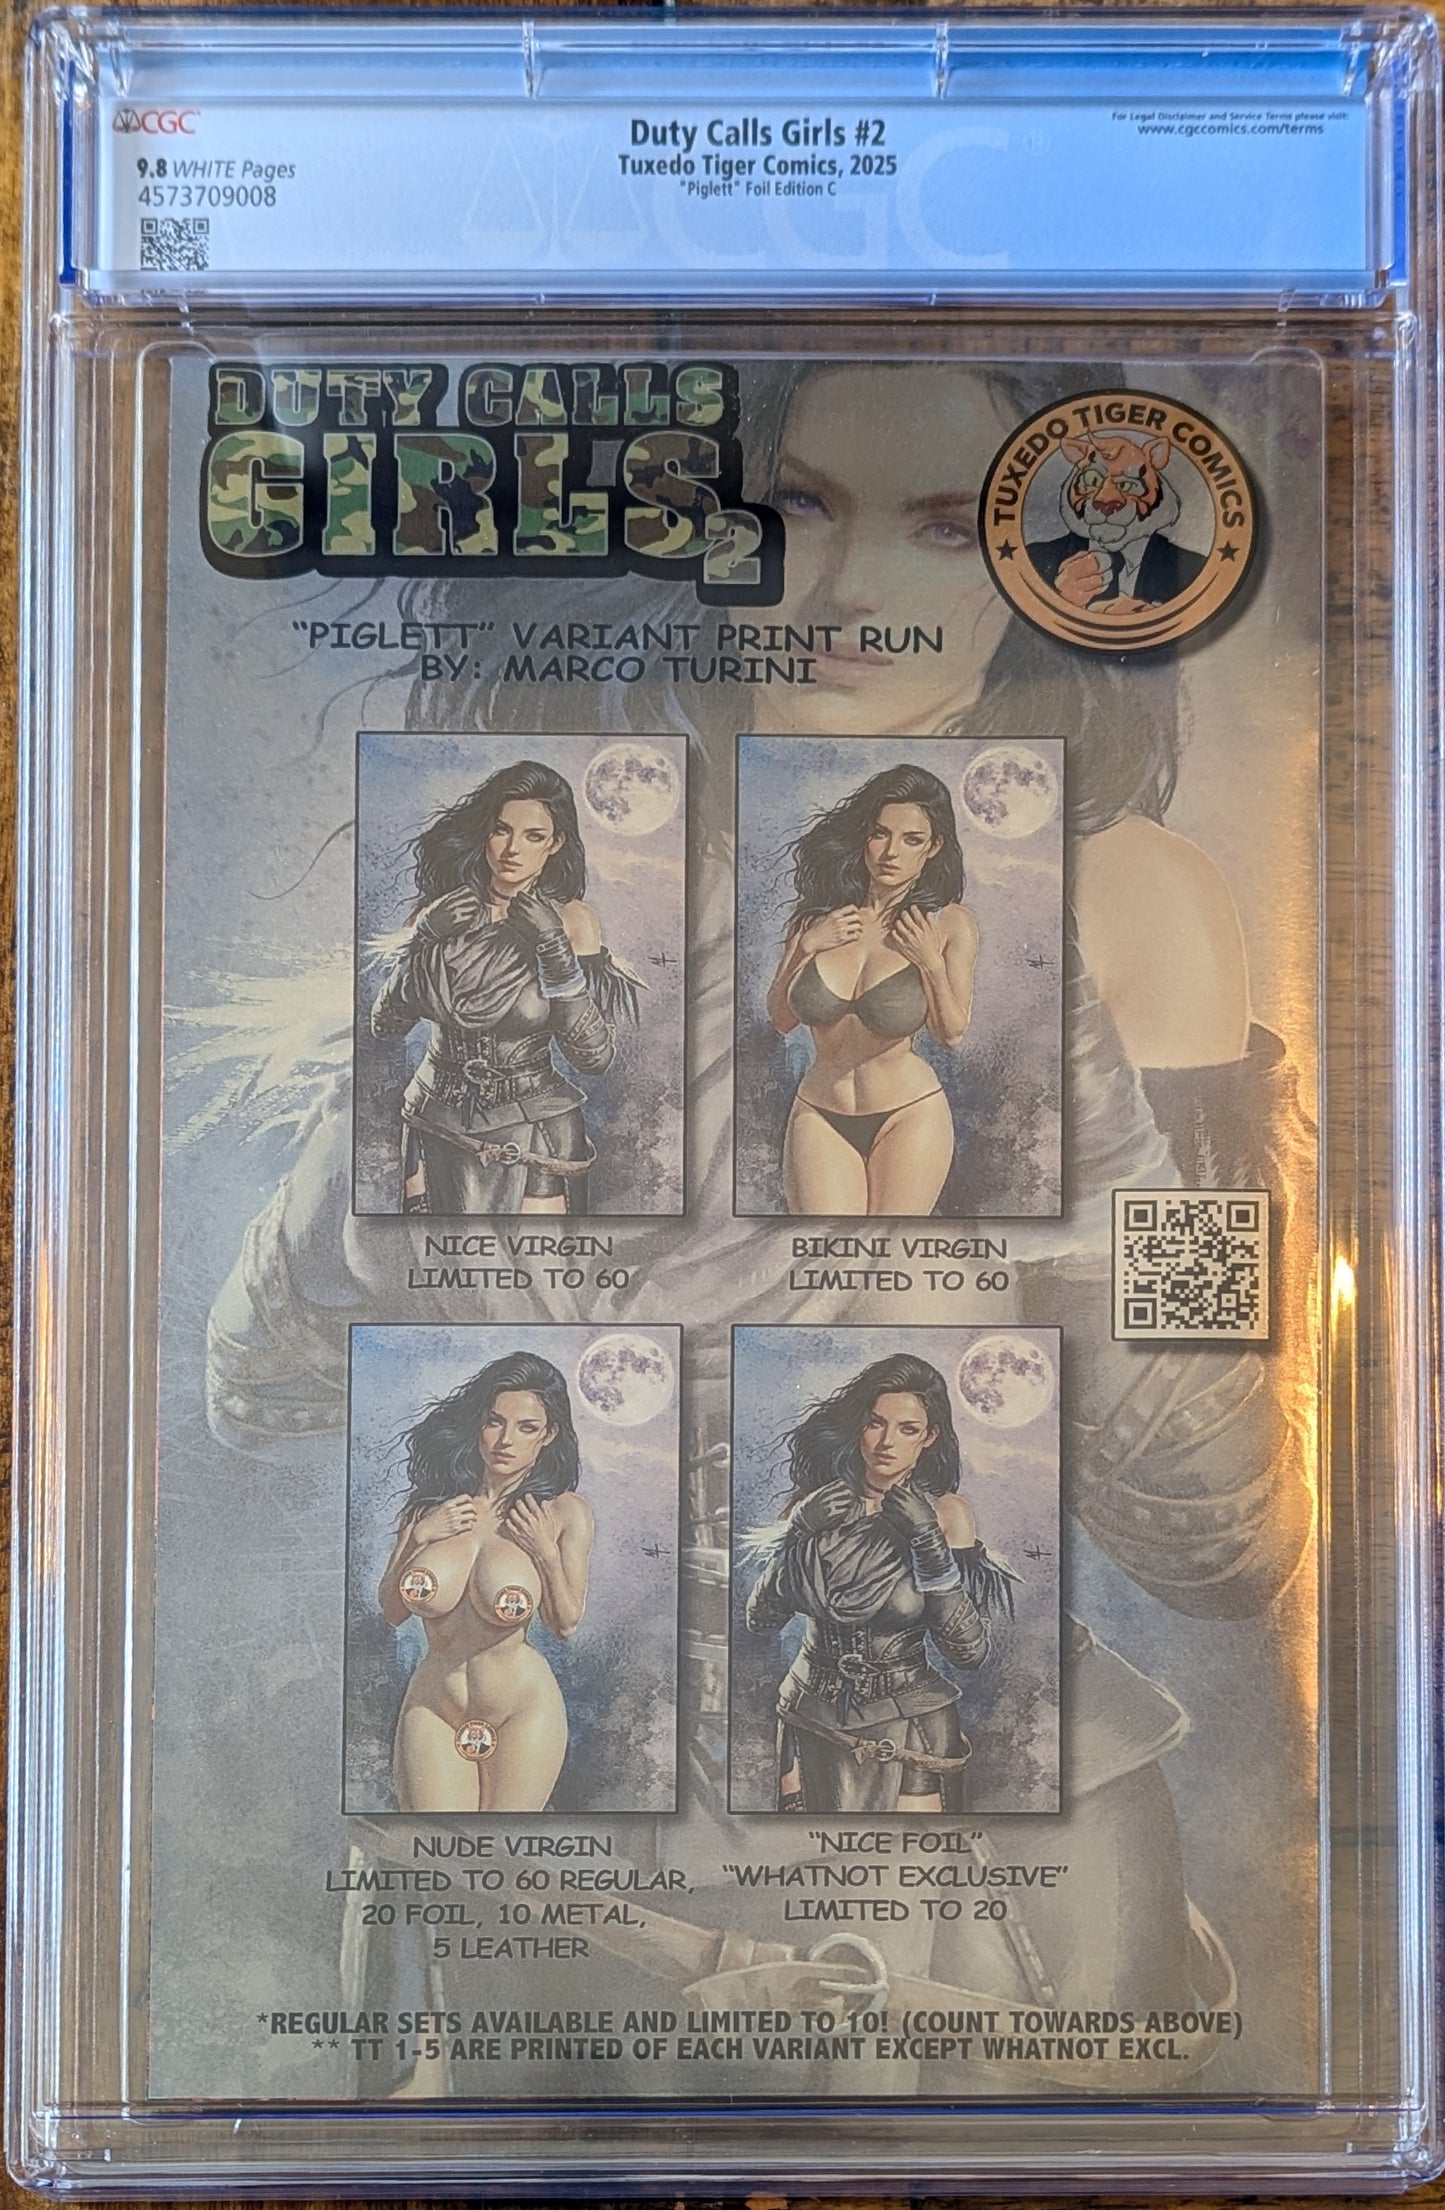 CGC
9.8 WHITE Pages
4573709008
Duty Calls Girls #2
Tuxedo Tiger Comics, 2025
"Piglett" Foil Edition C
For Legal Disclaimer and Service Terms please visit:
www.cgccomics.com/terms
CGC
DUTY CALLS
GIRLS
2
TUXEDO TIGER COMICS
"PIGLETT" VARIANT PRINT RUN
BY: MARCO TURINI
NICE VIRGIN
LIMITED TO 60
BIKINI VIRGIN
LIMITED TO 60
NUDE VIRGIN
LIMITED TO 60 REGULAR,
20 FOIL, 10 METAL,
5 LEATHER
"NICE FOIL"
"WHATNOT EXCLUSIVE"
LIMITED TO 20
*REGULAR SETS AVAILABLE AND LIMITED TO 10! (COUNT TOWARDS ABOVE)
** TT 1-5 ARE PRINTED OF EACH VARIANT EXCEPT WHATNOT EXCL.